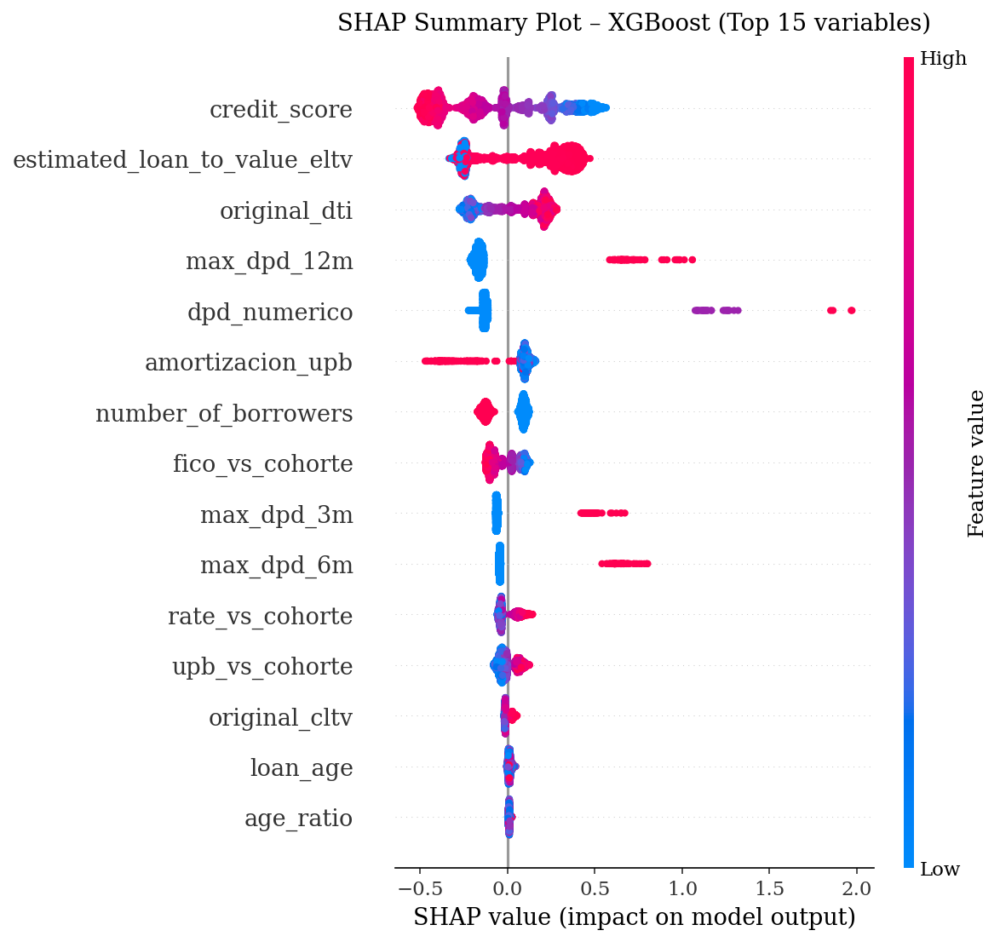 SHAP Summary Plot – XGBoost (Top 15 variables)
High
credit_score
estimated_loan_to_value_eltv
original_dti
max_dpd_12m
dpd_numerico
amortizacion_upb
number_of_borrowers
fico_vs_cohorte
max_dpd_3m
max_dpd_6m
rate_vs_cohorte
upb_vs_cohorte
original_cltv
loan_age
age_ratio
Feature value
Low
−0.5 0.0 0.5 1.0 1.5 2.0
SHAP value (impact on model output)